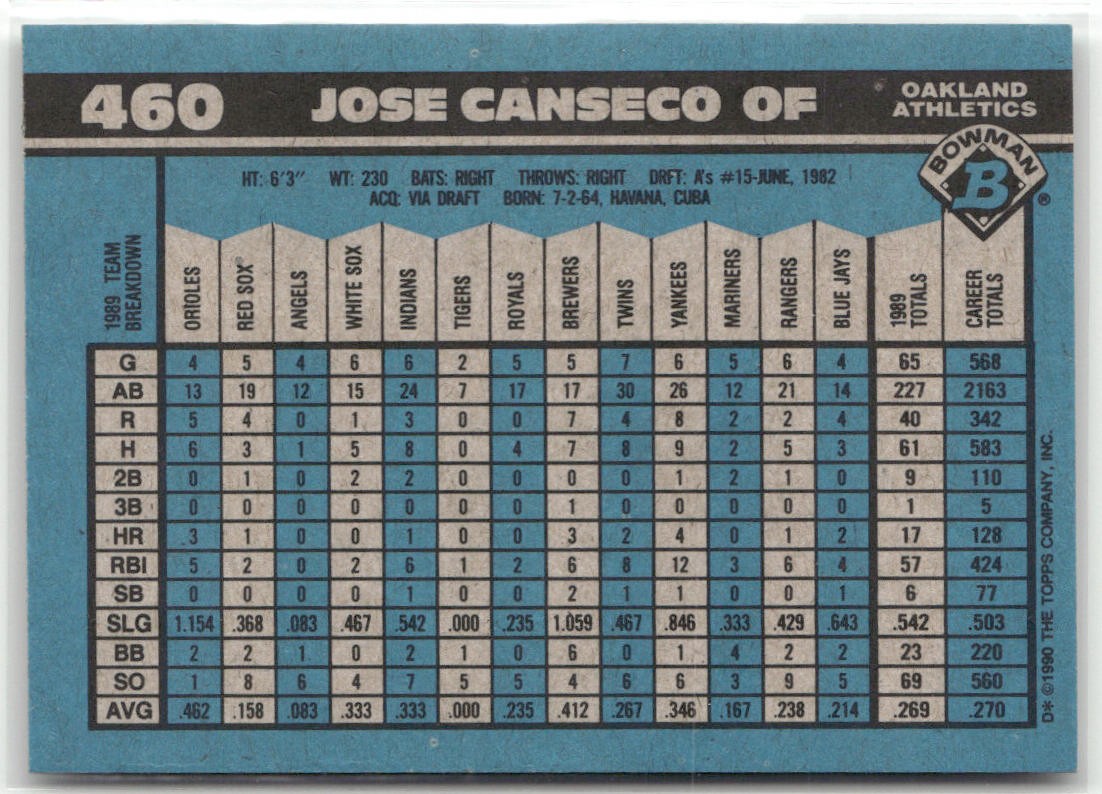 460 JOSE CANSECO OF OAKLAND ATHLETICS
BOWMAN
B
®
HT: 6'3" WT: 230 BATS: RIGHT THROWS: RIGHT DRFT: A's #15-JUNE, 1982
ACQ: VIA DRAFT BORN: 7-2-64, HAVANA, CUBA
1989 TEAM BREAKDOWN ORIOLES RED SOX ANGELS WHITE SOX INDIANS TIGERS ROYALS BREWERS TWINS YANKEES MARINERS RANGERS BLUE JAYS 1989 TOTALS CAREER TOTALS
G 4 5 4 6 6 2 5 5 7 6 5 6 4 65 568
AB 13 19 12 15 24 7 17 17 30 26 12 21 14 227 2163
R 5 4 0 1 3 0 0 7 4 8 2 2 4 40 342
H 6 3 1 5 8 0 4 7 8 9 2 5 3 61 583
2B 0 1 0 2 2 0 0 0 0 1 2 1 0 9 110
3B 0 0 0 0 0 0 0 1 0 0 0 0 0 1 5
HR 3 1 0 0 1 0 0 3 2 4 0 1 2 17 128
RBI 5 2 0 2 6 1 2 6 8 12 3 6 4 57 424
SB 0 0 0 0 1 0 0 2 1 1 0 0 1 6 77
SLG 1.154 .368 .083 .467 .542 .000 .235 1.059 .467 .846 .333 .429 .643 .542 .503
BB 2 2 1 0 2 1 0 6 0 1 4 2 2 23 220
SO 1 8 6 4 7 5 5 4 6 6 3 9 5 69 560
AVG .462 .158 .083 .333 .333 .000 .235 .412 .267 .346 .167 .238 .214 .269 .270
D* ©1990 THE TOPPS COMPANY, INC.